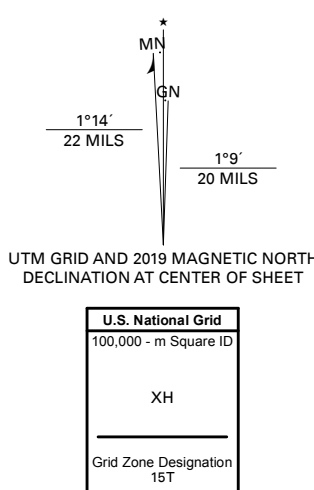 ★
MN
GN
1°14´
22 MILS
1°9´
20 MILS
UTM GRID AND 2019 MAGNETIC NORTH
DECLINATION AT CENTER OF SHEET
U.S. National Grid
100,000 - m Square ID
XH
Grid Zone Designation
15T